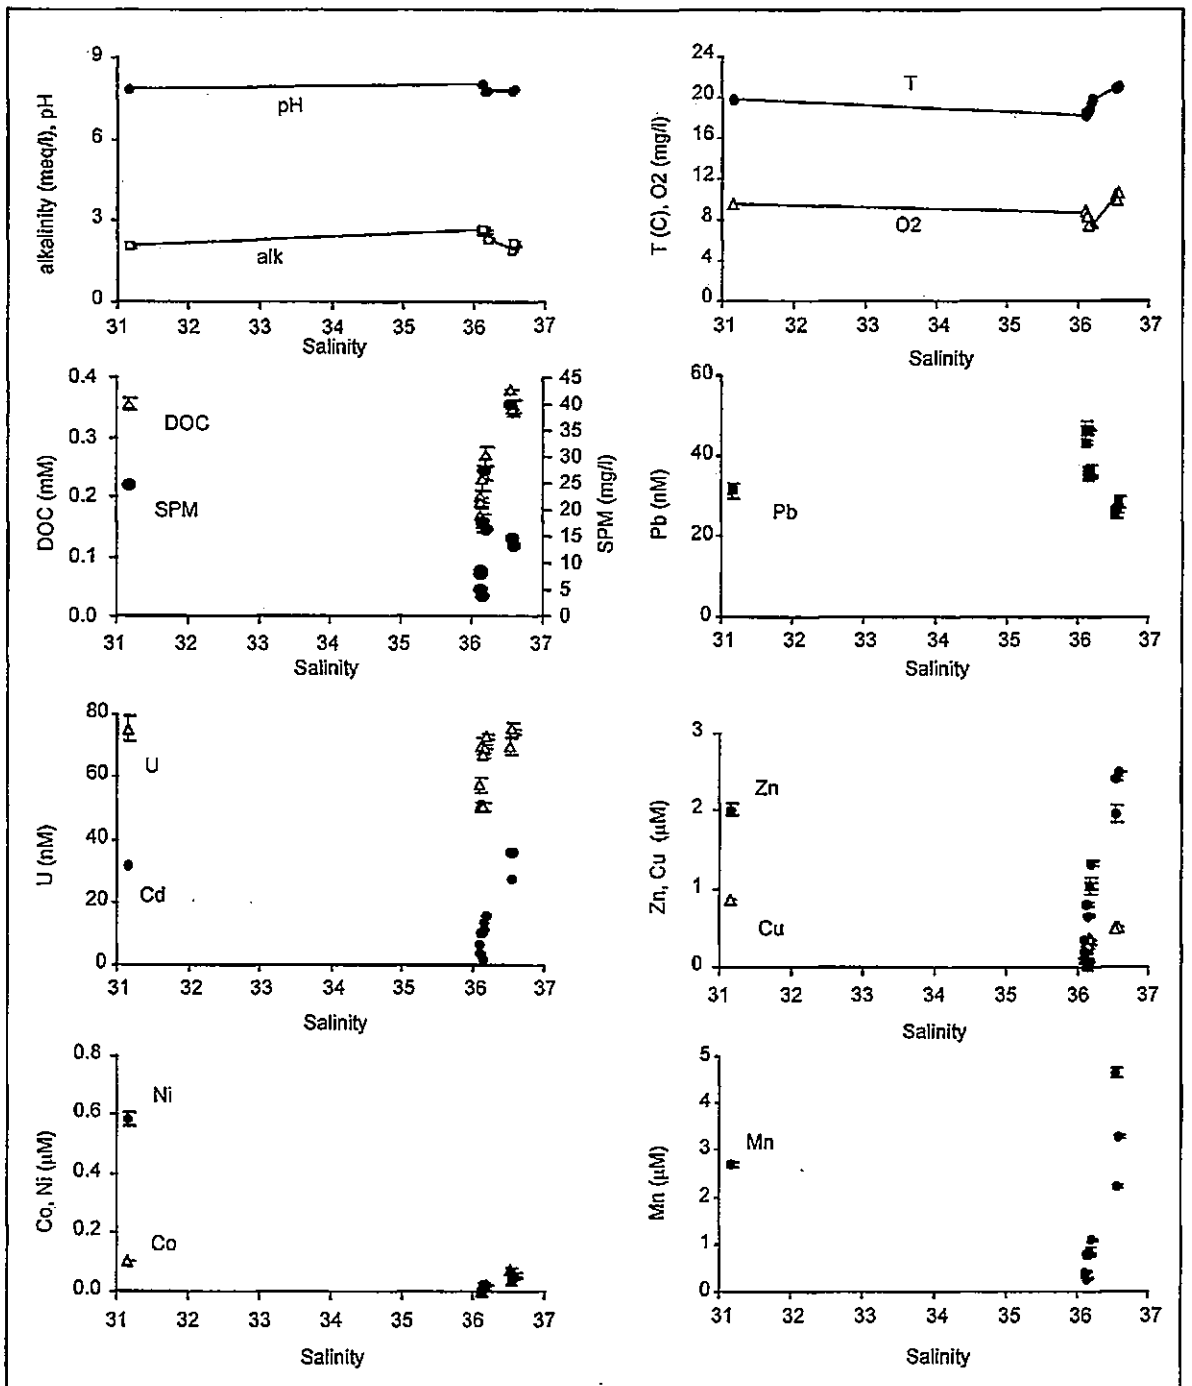 9
6
3
0
alkalinity (meq/l), pH
pH
alk
31 32 33 34 35 36 37
Salinity
24
20
16
12
8
4
0
T (C), O2 (mg/l)
T
O2
31 32 33 34 35 36 37
Salinity
0.4
0.3
0.2
0.1
0.0
DOC (mM)
DOC
SPM
45
40
35
30
25
20
15
10
5
0
SPM (mg/l)
31 32 33 34 35 36 37
Salinity
60
40
20
0
Pb (nM)
Pb
31 32 33 34 35 36 37
Salinity
80
60
40
20
0
U (nM)
U
Cd
31 32 33 34 35 36 37
Salinity
3
2
1
0
Zn, Cu (µM)
Zn
Cu
31 32 33 34 35 36 37
Salinity
0.8
0.6
0.4
0.2
0.0
Co, Ni (µM)
Ni
Co
31 32 33 34 35 36 37
Salinity
5
4
3
2
1
0
Mn (µM)
Mn
31 32 33 34 35 36 37
Salinity